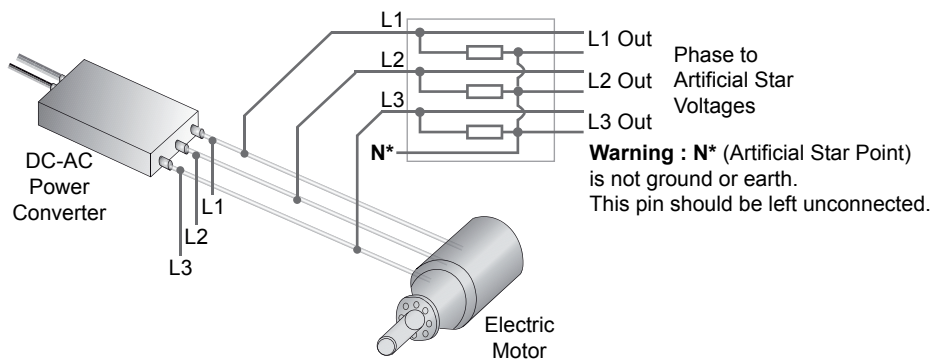 L1
L1 Out
L2
L2 Out
L3
L3 Out
N*
Phase to
Artificial Star
Voltages
Warning : N* (Artificial Star Point)
is not ground or earth.
This pin should be left unconnected.
DC-AC
Power
Converter
L1
L2
L3
Electric
Motor